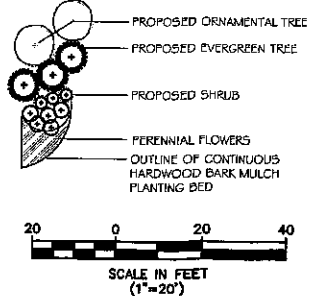 PROPOSED ORNAMENTAL TREE
PROPOSED EVERGREEN TREE
PROPOSED SHRUB
PERENNIAL FLOWERS
OUTLINE OF CONTINUOUS
HARDWOOD BARK MULCH
PLANTING BED
20 0 20 40
SCALE IN FEET
(1"=20')